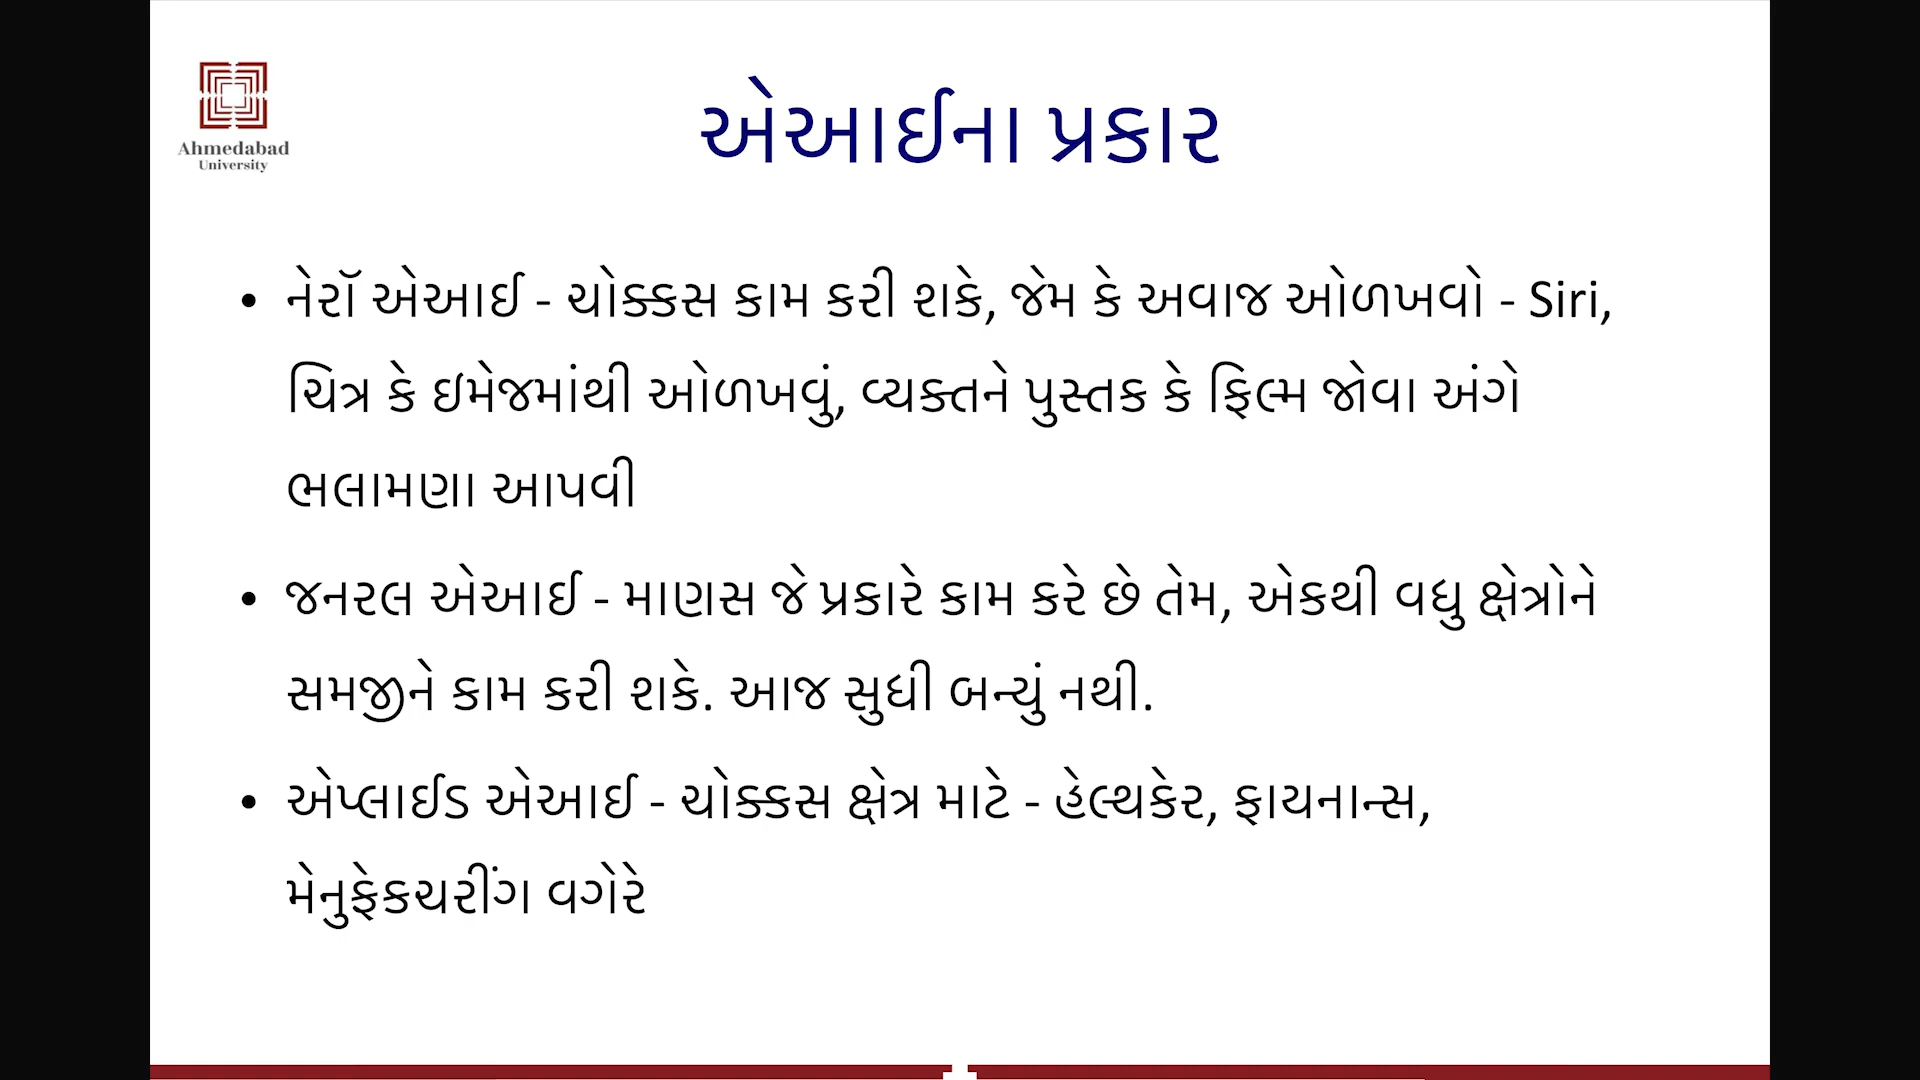 Ahmedabad
University
એઆઈના પ્રકાર
• નેરૉ એઆઈ - ચોક્કસ કામ કરી શકે, જેમ કે અવાજ ઓળખવો - Siri,
ચિત્ર કે ઇમેજમાંથી ઓળખવું, વ્યક્તને પુસ્તક કે ફિલ્મ જોવા અંગે
ભલામણા આપવી
• જનરલ એઆઈ - માણસ જે પ્રકારે કામ કરે છે તેમ, એકથી વધુ ક્ષેત્રોને
સમજીને કામ કરી શકે. આજ સુધી બન્યું નથી.
• એપ્લાઈડ એઆઈ - ચોક્કસ ક્ષેત્ર માટે - હેલ્થકેર, ફાયનાન્સ,
મેનુફેકચરીંગ વગેરે